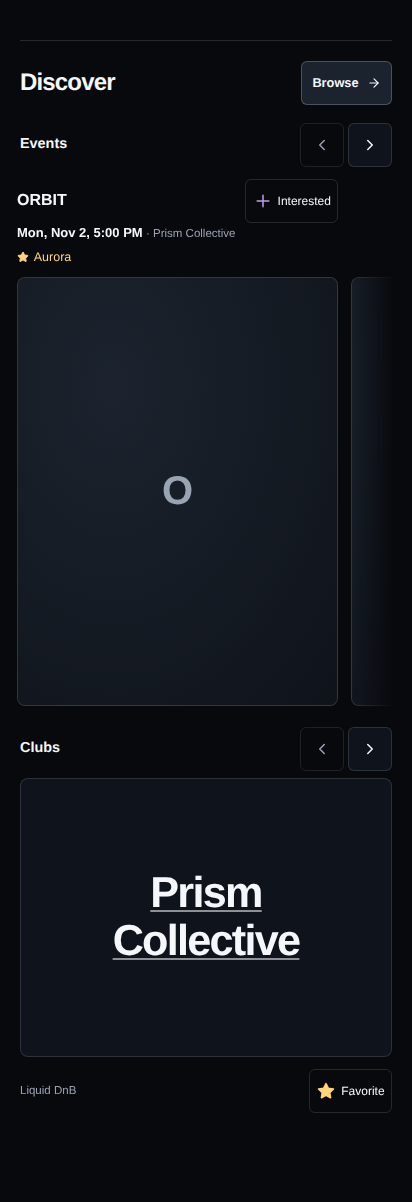 Discover
Browse
Events
ORBIT
Interested
Mon, Nov 2, 5:00 PM · Prism Collective
Aurora
O
Clubs
Prism
Collective
Liquid DnB
Favorite